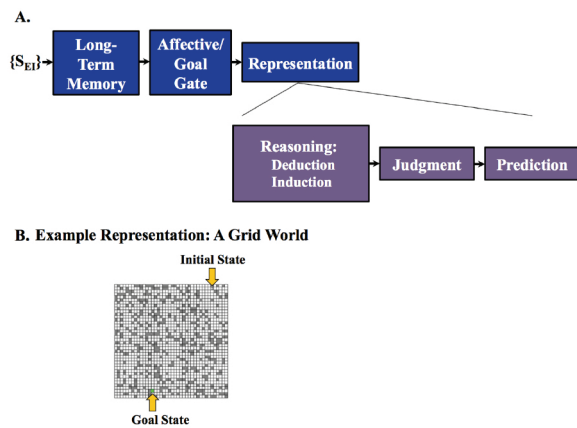 A.
{S_EI}
Long-
Term
Memory
Affective/
Goal
Gate
Representation
Reasoning:
Deduction
Induction
Judgment
Prediction
B. Example Representation: A Grid World
Initial State
Goal State